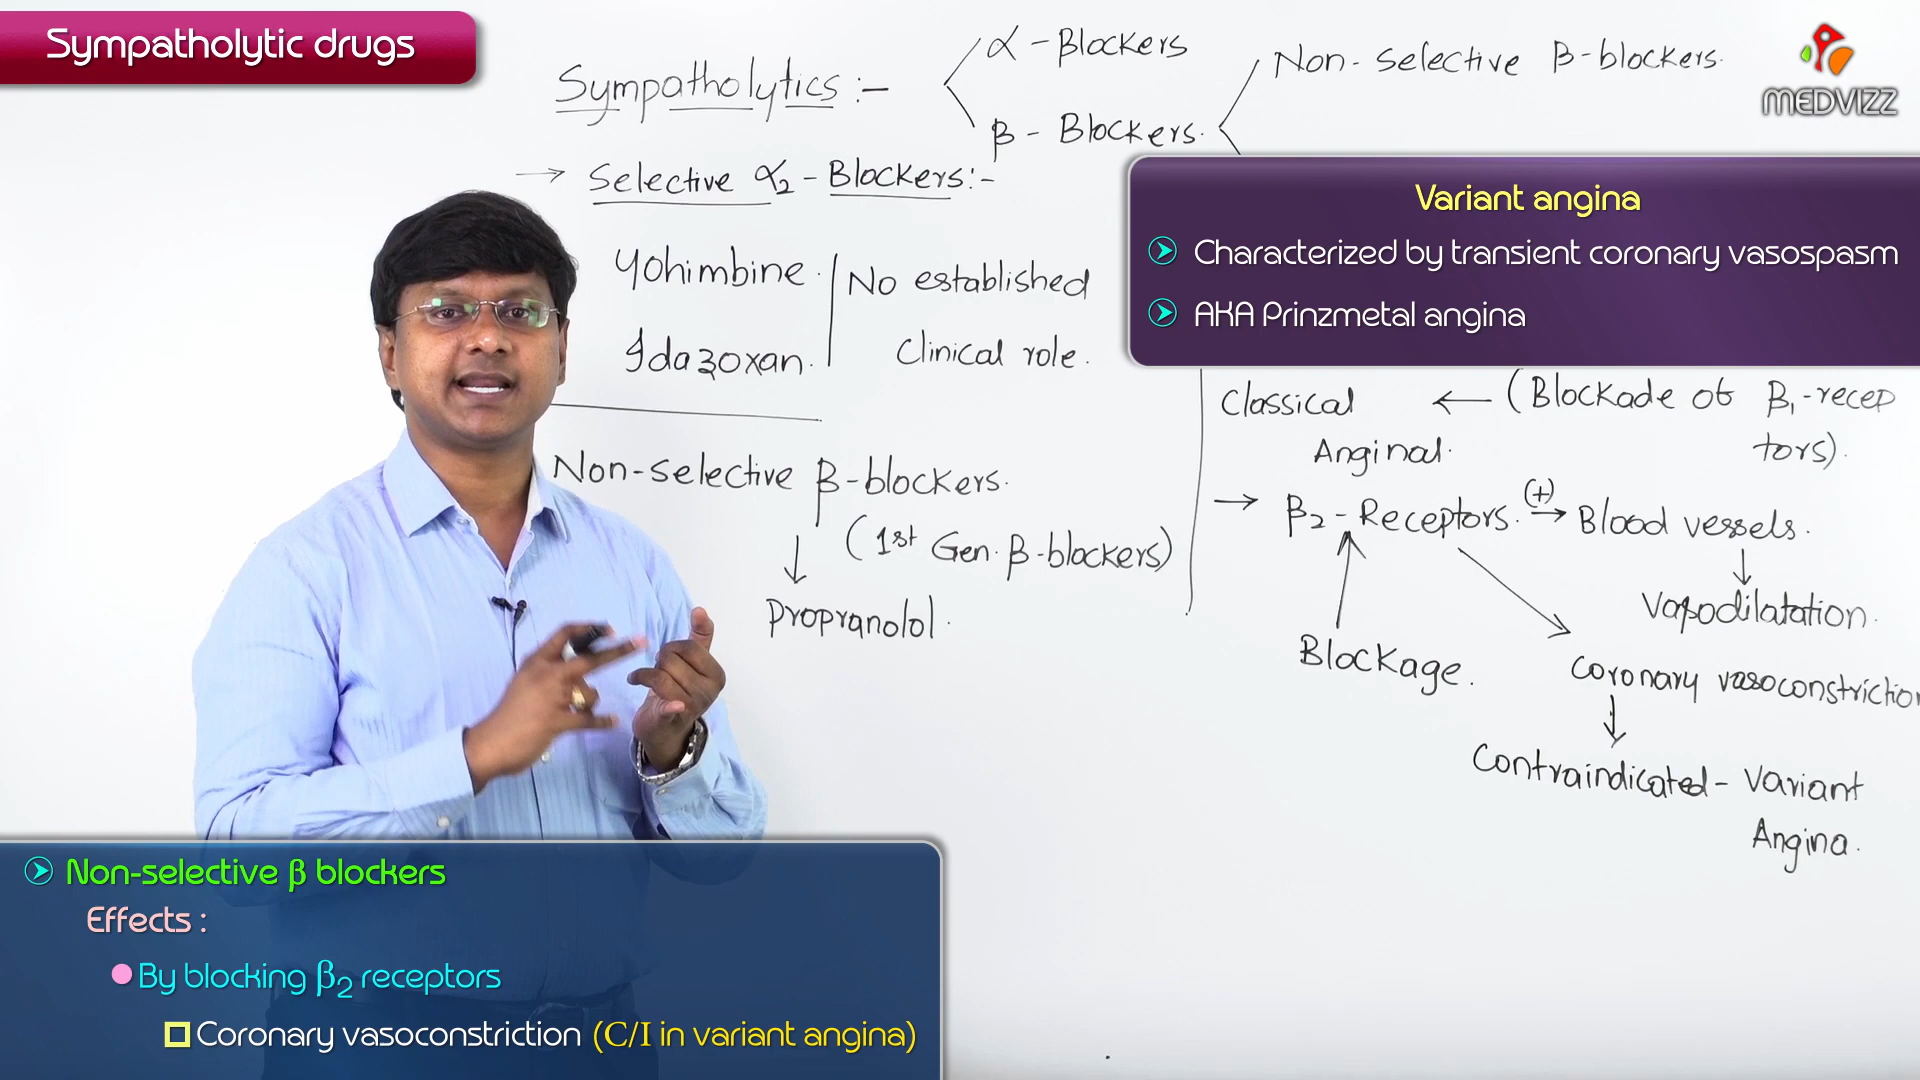 Sympatholytic drugs
Sympatholytics :-
α - Blockers
β - Blockers.
Non- Selective β-blockers.
MEDVIZZ
→ Selective α2 - Blockers:-
Yohimbine.
Idazoxan.
No established
Clinical role.
Variant angina
Characterized by transient coronary vasospasm
AKA Prinzmetal angina
Non-selective β-blockers.
(1st Gen. β-blockers)
↓
Propranolol.
Classical ← (Blockade of β1-recep
Anginal. tors).
→ β2-Receptors. (+) → Blood vessels.
↓
Vasodilatation.
Blockage.
Coronary vasoconstriction
↓
Contraindicated - Variant
Angina.
Non-selective β blockers
Effects :
By blocking β2 receptors
Coronary vasoconstriction (C/I in variant angina)